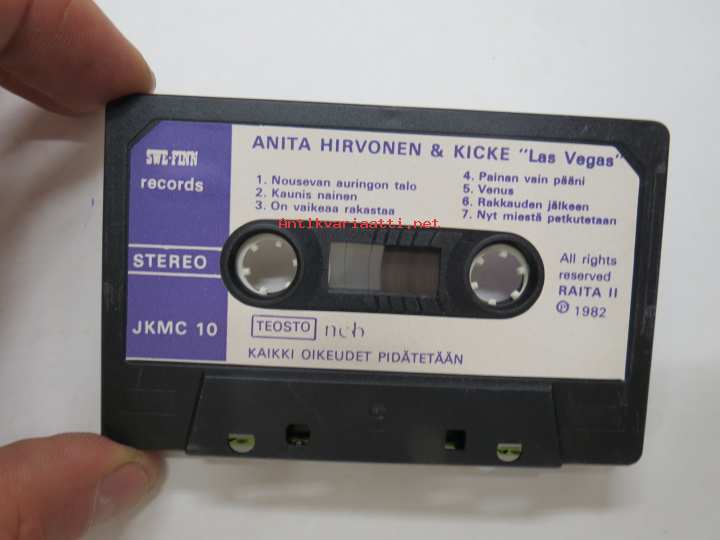 SWE-FINN
records
STEREO
JKMC 10
ANITA HIRVONEN & KICKE "Las Vegas"
1. Nousevan auringon talo
2. Kaunis nainen
3. On vaikeaa rakastaa
4. Painan vain pääni
5. Venus
6. Rakkauden jälkeen
7. Nyt miestä petkutetaan
Antikvariaatti.net
All rights
reserved
RAITA II
℗ 1982
TEOSTO ncb
KAIKKI OIKEUDET PIDÄTETÄÄN